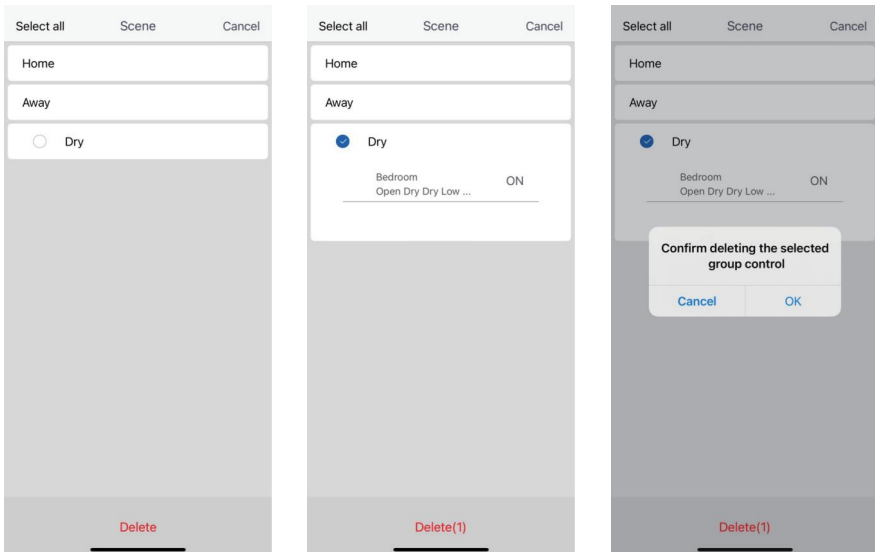 Select all Scene Cancel
Home
Away
Dry
Delete
Select all Scene Cancel
Home
Away
Dry
Bedroom
Open Dry Dry Low ... ON
Delete(1)
Select all Scene Cancel
Home
Away
Dry
Bedroom
Open Dry Dry Low ... ON
Confirm deleting the selected
group control
Cancel OK
Delete(1)